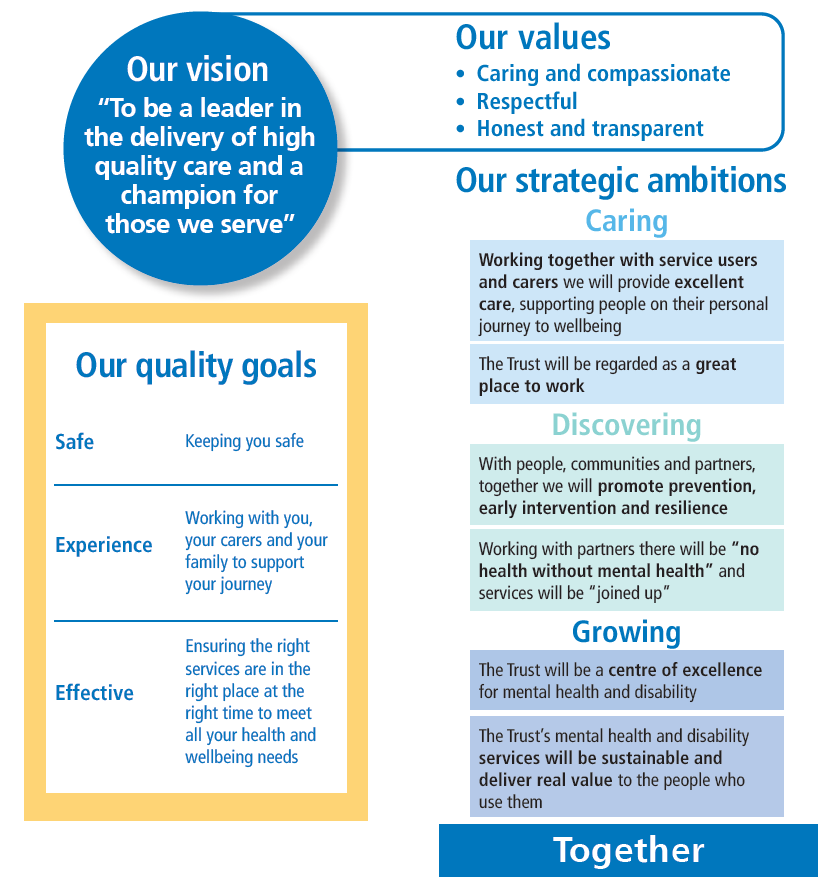 Our vision
“To be a leader in
the delivery of high
quality care and a
champion for
those we serve”
Our values
• Caring and compassionate
• Respectful
• Honest and transparent
Our quality goals
Safe
Keeping you safe
Experience
Working with you,
your carers and your
family to support
your journey
Effective
Ensuring the right
services are in the
right place at the
right time to meet
all your health and
wellbeing needs
Our strategic ambitions
Caring
Working together with service users
and carers we will provide excellent
care, supporting people on their personal
journey to wellbeing
The Trust will be regarded as a great
place to work
Discovering
With people, communities and partners,
together we will promote prevention,
early intervention and resilience
Working with partners there will be “no
health without mental health” and
services will be “joined up”
Growing
The Trust will be a centre of excellence
for mental health and disability
The Trust’s mental health and disability
services will be sustainable and
deliver real value to the people who
use them
Together